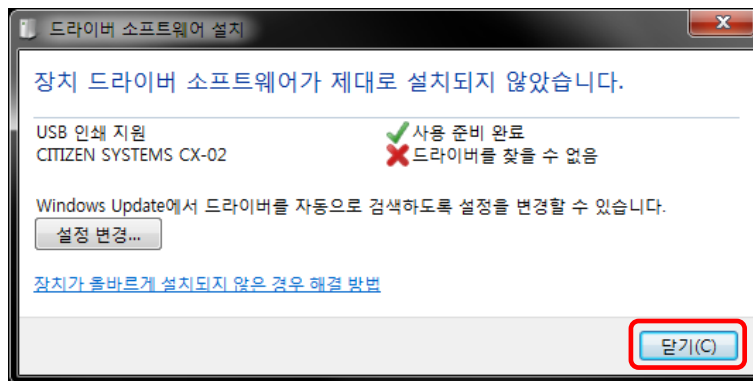 드라이버 소프트웨어 설치
장치 드라이버 소프트웨어가 제대로 설치되지 않았습니다.
USB 인쇄 지원 사용 준비 완료
CITIZEN SYSTEMS CX-02 드라이버를 찾을 수 없음
Windows Update에서 드라이버를 자동으로 검색하도록 설정을 변경할 수 있습니다.
설정 변경...
장치가 올바르게 설치되지 않은 경우 해결 방법
닫기(C)